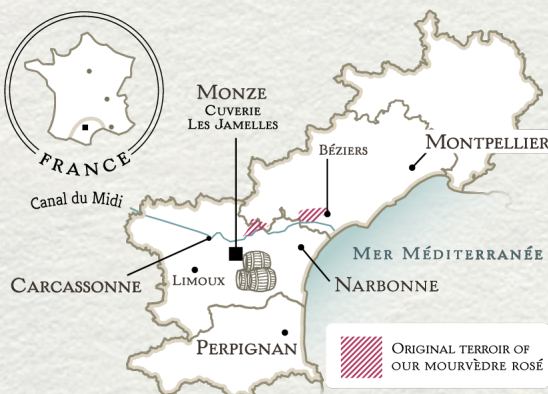 FRANCE
MONZE
CUVERIE
LES JAMELLES
BÉZIERS
MONTPELLIER
Canal du Midi
MER MÉDITERRANÉE
CARCASSONNE
LIMOUX
NARBONNE
PERPIGNAN
ORIGINAL TERROIR OF
OUR MOURVÈDRE ROSÉ